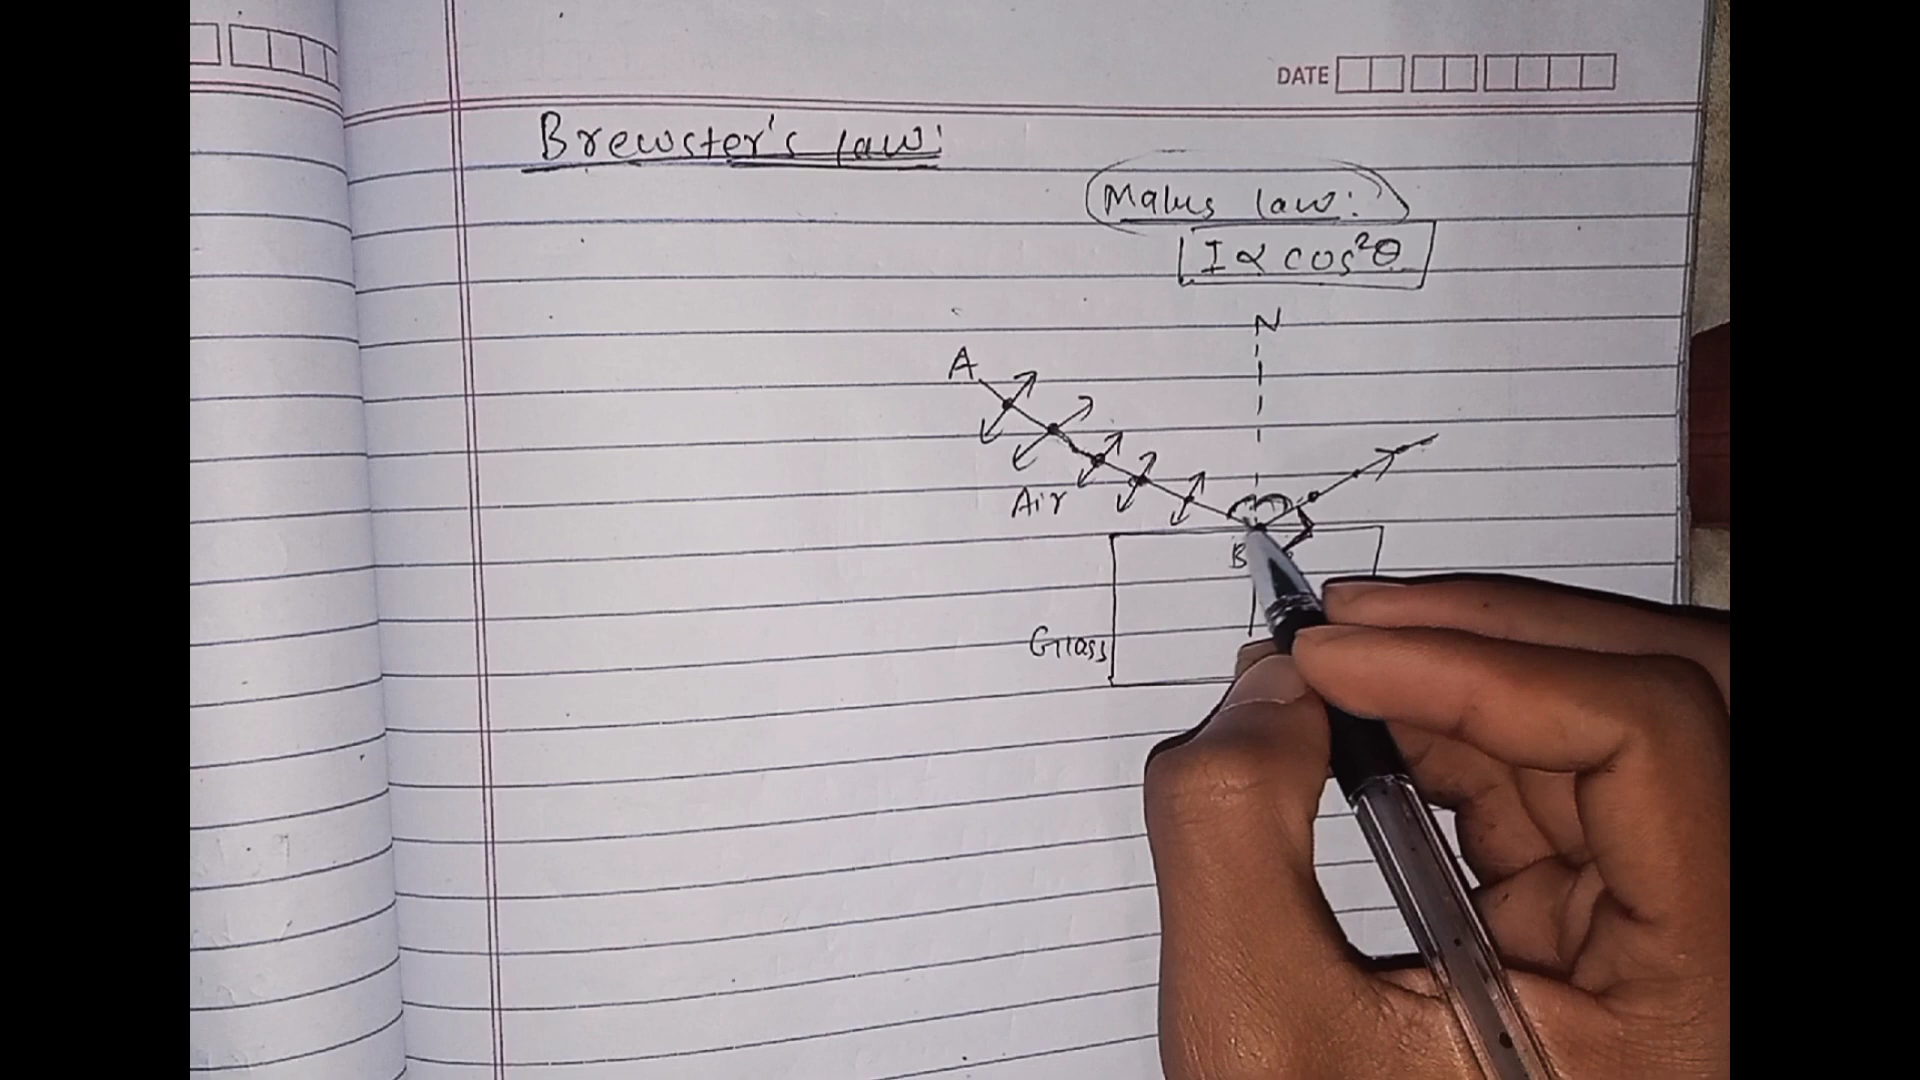 DATE
Brewster's law:
Malus law:
I ∝ cos²θ
N
A
Air
B
Glass